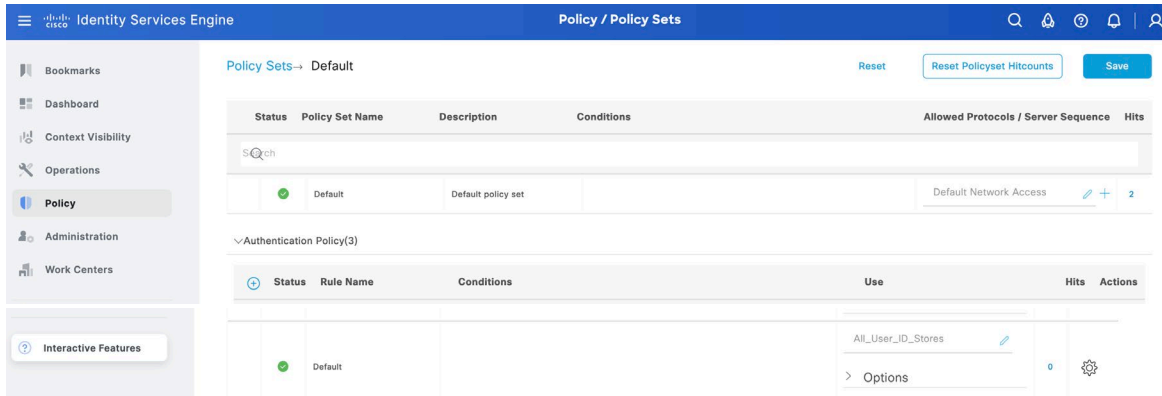 cisco Identity Services Engine
Policy / Policy Sets
Bookmarks
Dashboard
Context Visibility
Operations
Policy
Administration
Work Centers
Interactive Features
Policy Sets→ Default
Reset
Reset Policyset Hitcounts
Save
Status Policy Set Name Description Conditions Allowed Protocols / Server Sequence Hits
Search
Default Default policy set Default Network Access 2
Authentication Policy(3)
Status Rule Name Conditions Use Hits Actions
All_User_ID_Stores
Default 0
Options